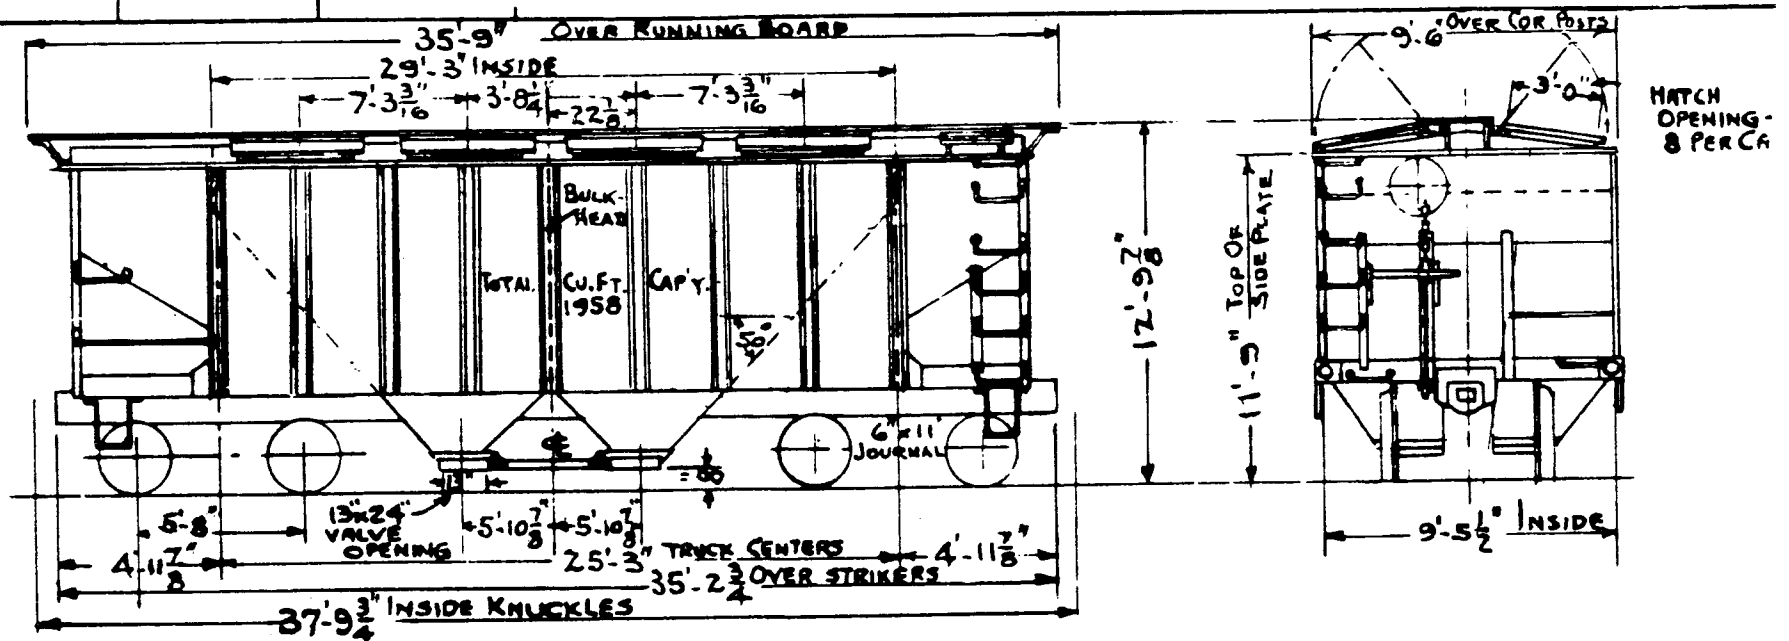 35'-9" OVER RUNNING BOARD
29'-3" INSIDE
7'-3 3/16" 3'-8 1/4" 7'-3 3/16"
22 7/8"
BULK-
HEAD
TOTAL CU.FT. CAP'Y.
1958
50°
6" x 11"
JOURNAL
℄
13"
8"
13"x24"
VALVE
OPENING
5'-8"
5'-10 7/8" 5'-10 7/8"
4'-11 7/8" 25'-3" TRUCK CENTERS 4'-11 7/8"
35'-2 3/4" OVER STRIKERS
37'-9 3/4" INSIDE KNUCKLES
12'-9 7/8"
9'-6" OVER COR. POSTS
3'-0"
HATCH
OPENING-
8 PER CA
11'-9" TOP OF
SIDE PLATE
9'-5 1/2" INSIDE